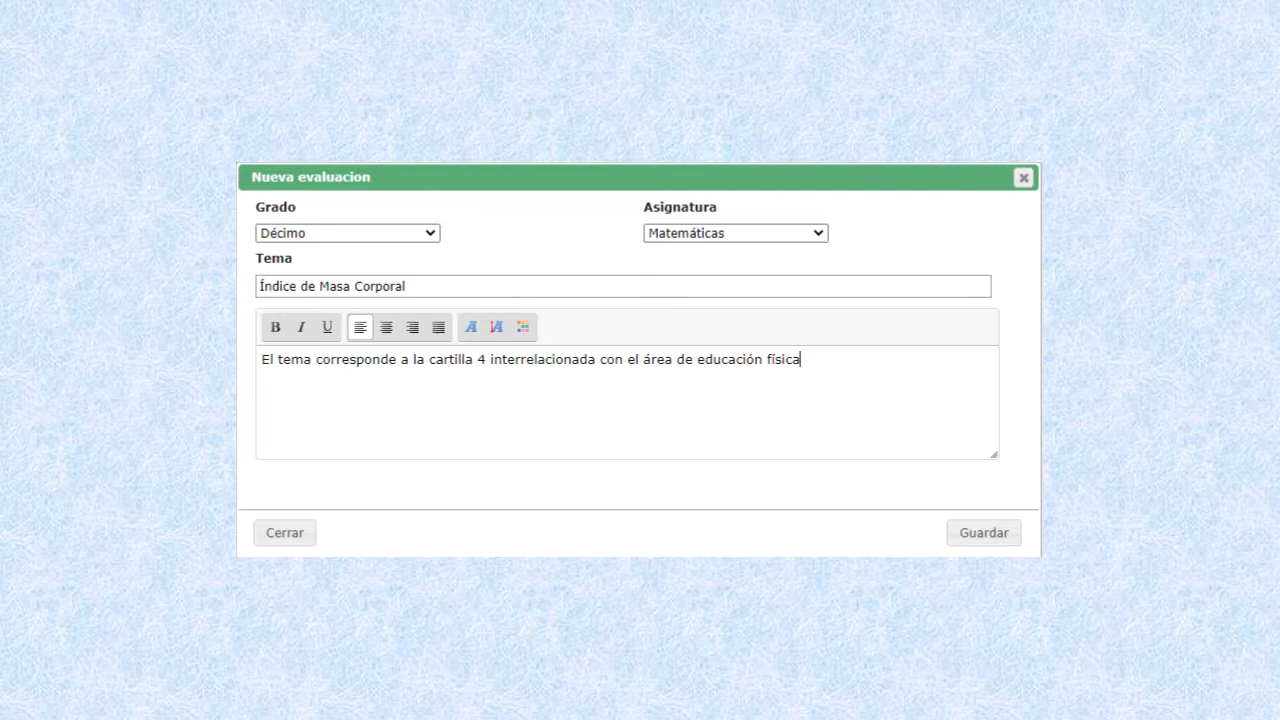 Nueva evaluacion
Grado Asignatura
Décimo Matemáticas
Tema
Índice de Masa Corporal
B I U A A
El tema corresponde a la cartilla 4 interrelacionada con el área de educación física
Cerrar Guardar